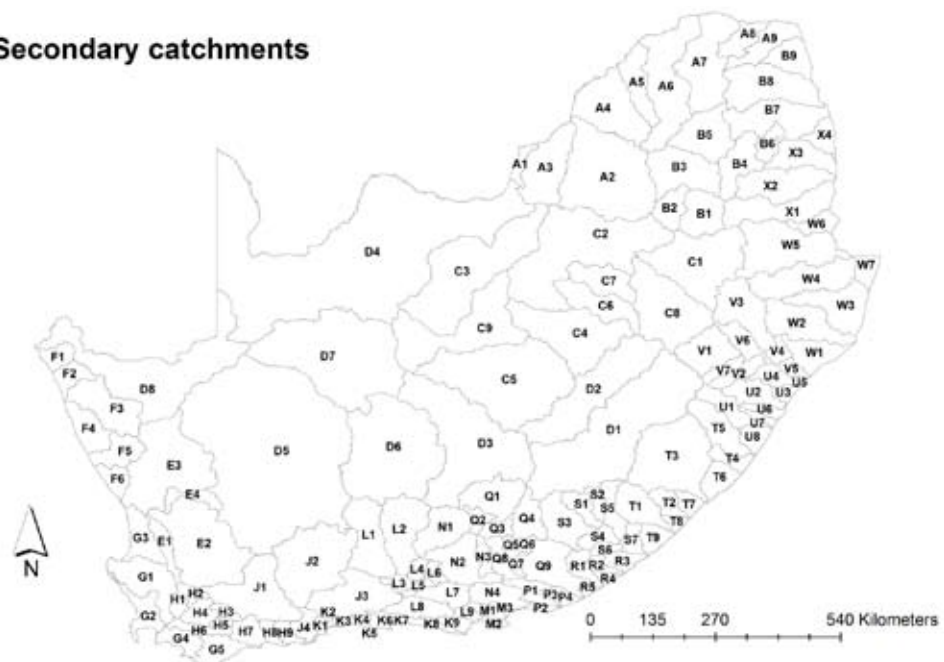 Secondary catchments
A8 A9
B9
A7
A5 A6 B8
A4 B7
X4
B5 B6
A1 A3 B3 B4 X3
A2 X2
B2 B1
X1
W6
C2 W5
D4 C1 W7
C3 C7 W4
C6 V3 W3
C9 C4 C8 W2
F1 D7 V6
F2 V1 V4 W1
D8 C5 V7 V2 U4 V5
D2 U2 U3 U5
F3 U1 U6
F4 D1 T5 U7
D5 D6 D3 U8
F5 T3 T4
E3 T6
F6
E4 Q1 S2
S1 S5 T1 T2 T7
L1 L2 N1 Q2 Q3 Q4 S3 T8
G3 E1 E2 S4 S7 T9
J2 Q5 Q6 S6
N2 N3 Q8 Q7 Q9 R1 R2 R3
G1 L4 L6
J1 L3 L5 R4
H1 H2 J3 L7 N4 P1 P3 P4 R5
G2 H4 H3 K2 L8 L9 M1 M3 P2
H6 H5 H7 H8 H9 J4 K1 K3 K4 K6 K7 K8 K9 M2
G4 G5 K5
N
0 135 270 540 Kilometers